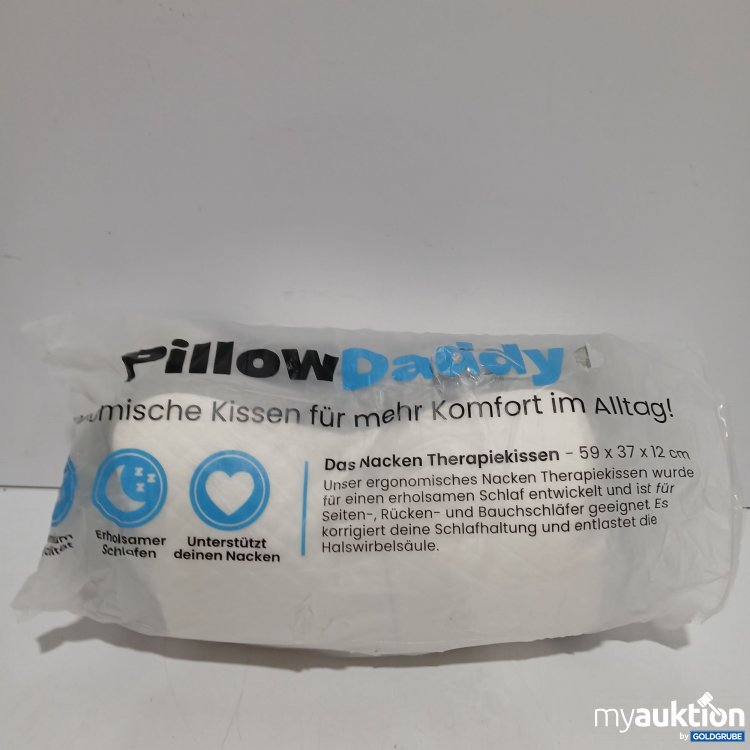 PillowDaddy
mische Kissen für mehr Komfort im Alltag!
Das Nacken Therapiekissen - 59 x 37 x 12 cm
Unser ergonomisches Nacken Therapiekissen wurde
für einen erholsamen Schlaf entwickelt und ist für
Seiten-, Rücken- und Bauchschläfer geeignet. Es
korrigiert deine Schlafhaltung und entlastet die
Halswirbelsäule.
z z z
Erholsamer
Schlafen
Unterstützt
deinen Nacken
myauktion
by GOLDGRUBE